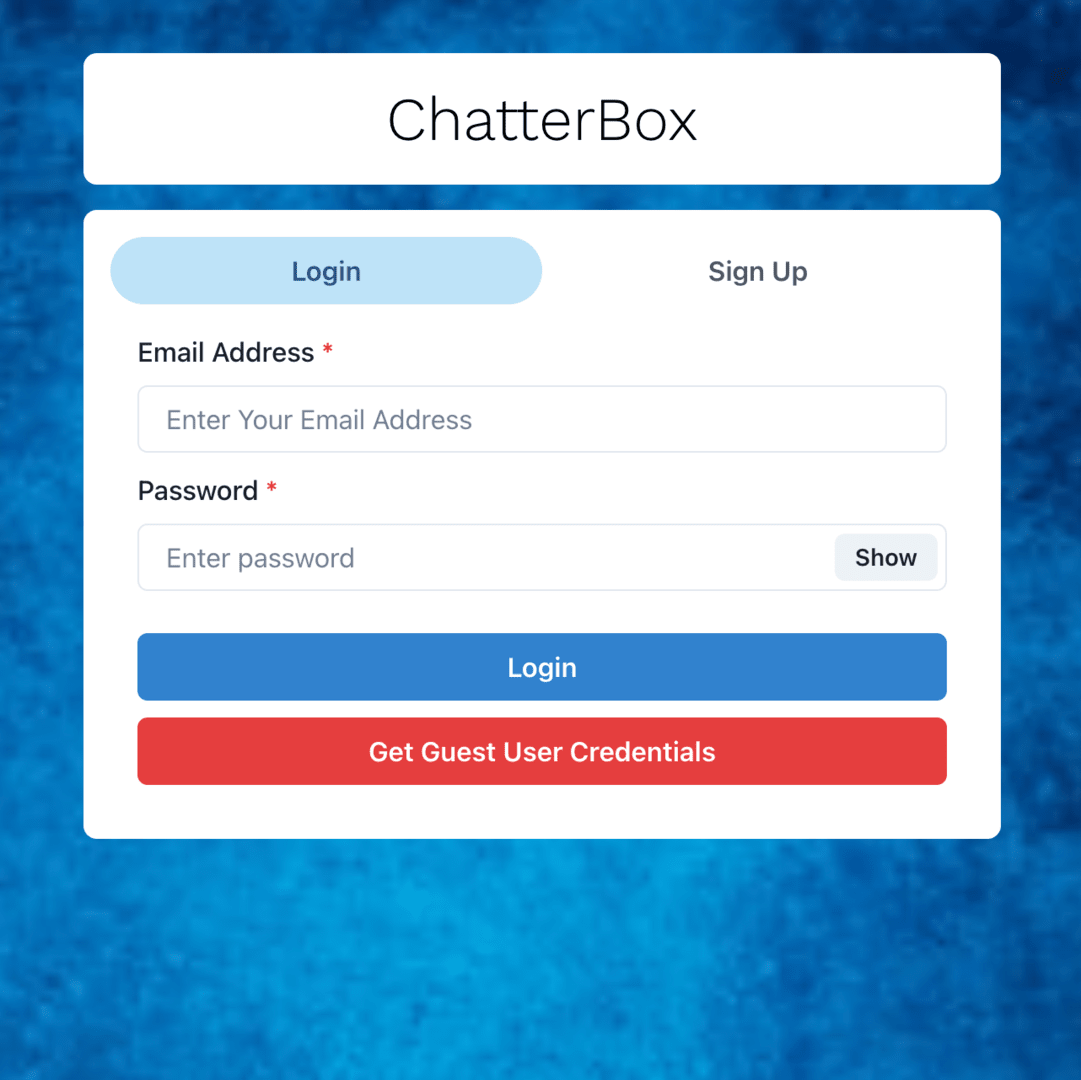 ChatterBox
Login Sign Up
Email Address *
Enter Your Email Address
Password *
Enter password Show
Login
Get Guest User Credentials